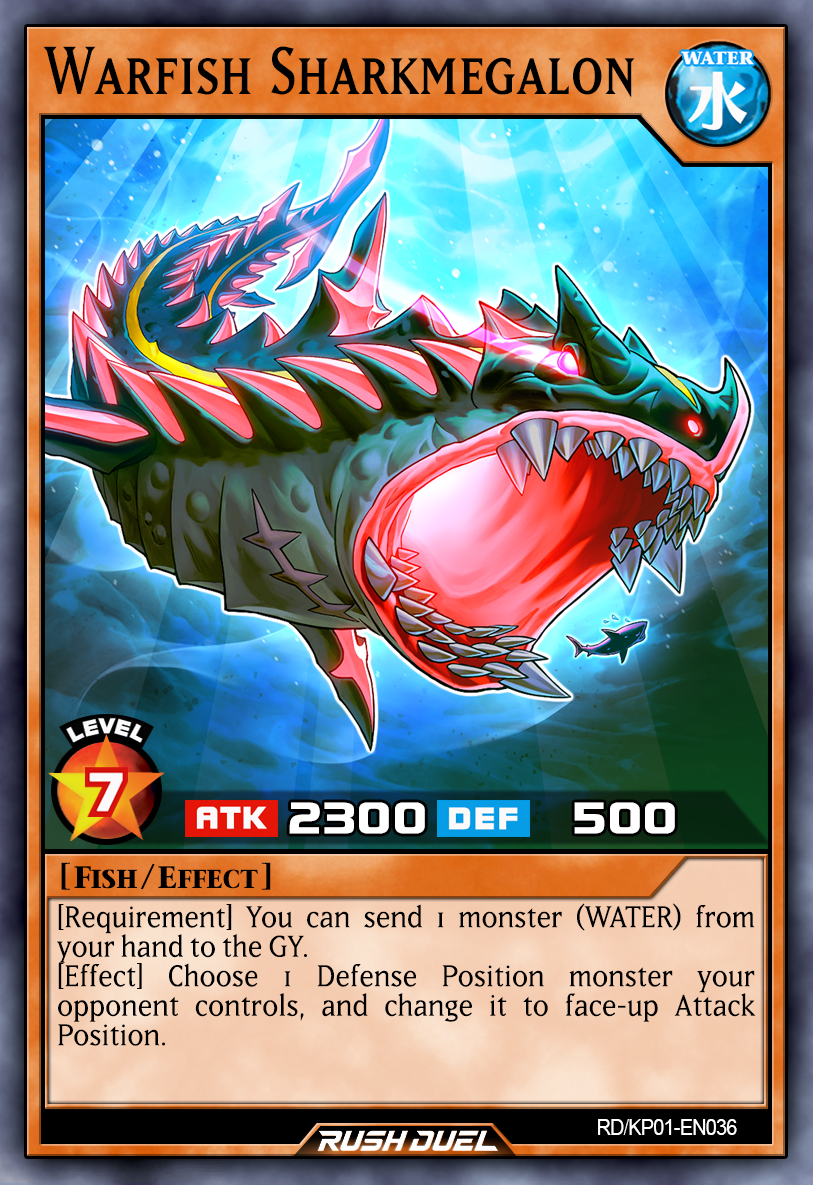 Warfish Sharkmegalon
WATER
水
LEVEL
7
ATK 2300 DEF 500
[Fish/Effect]
[Requirement] You can send 1 monster (WATER) from
your hand to the GY.
[Effect] Choose 1 Defense Position monster your
opponent controls, and change it to face-up Attack
Position.
RUSH DUEL
RD/KP01-EN036